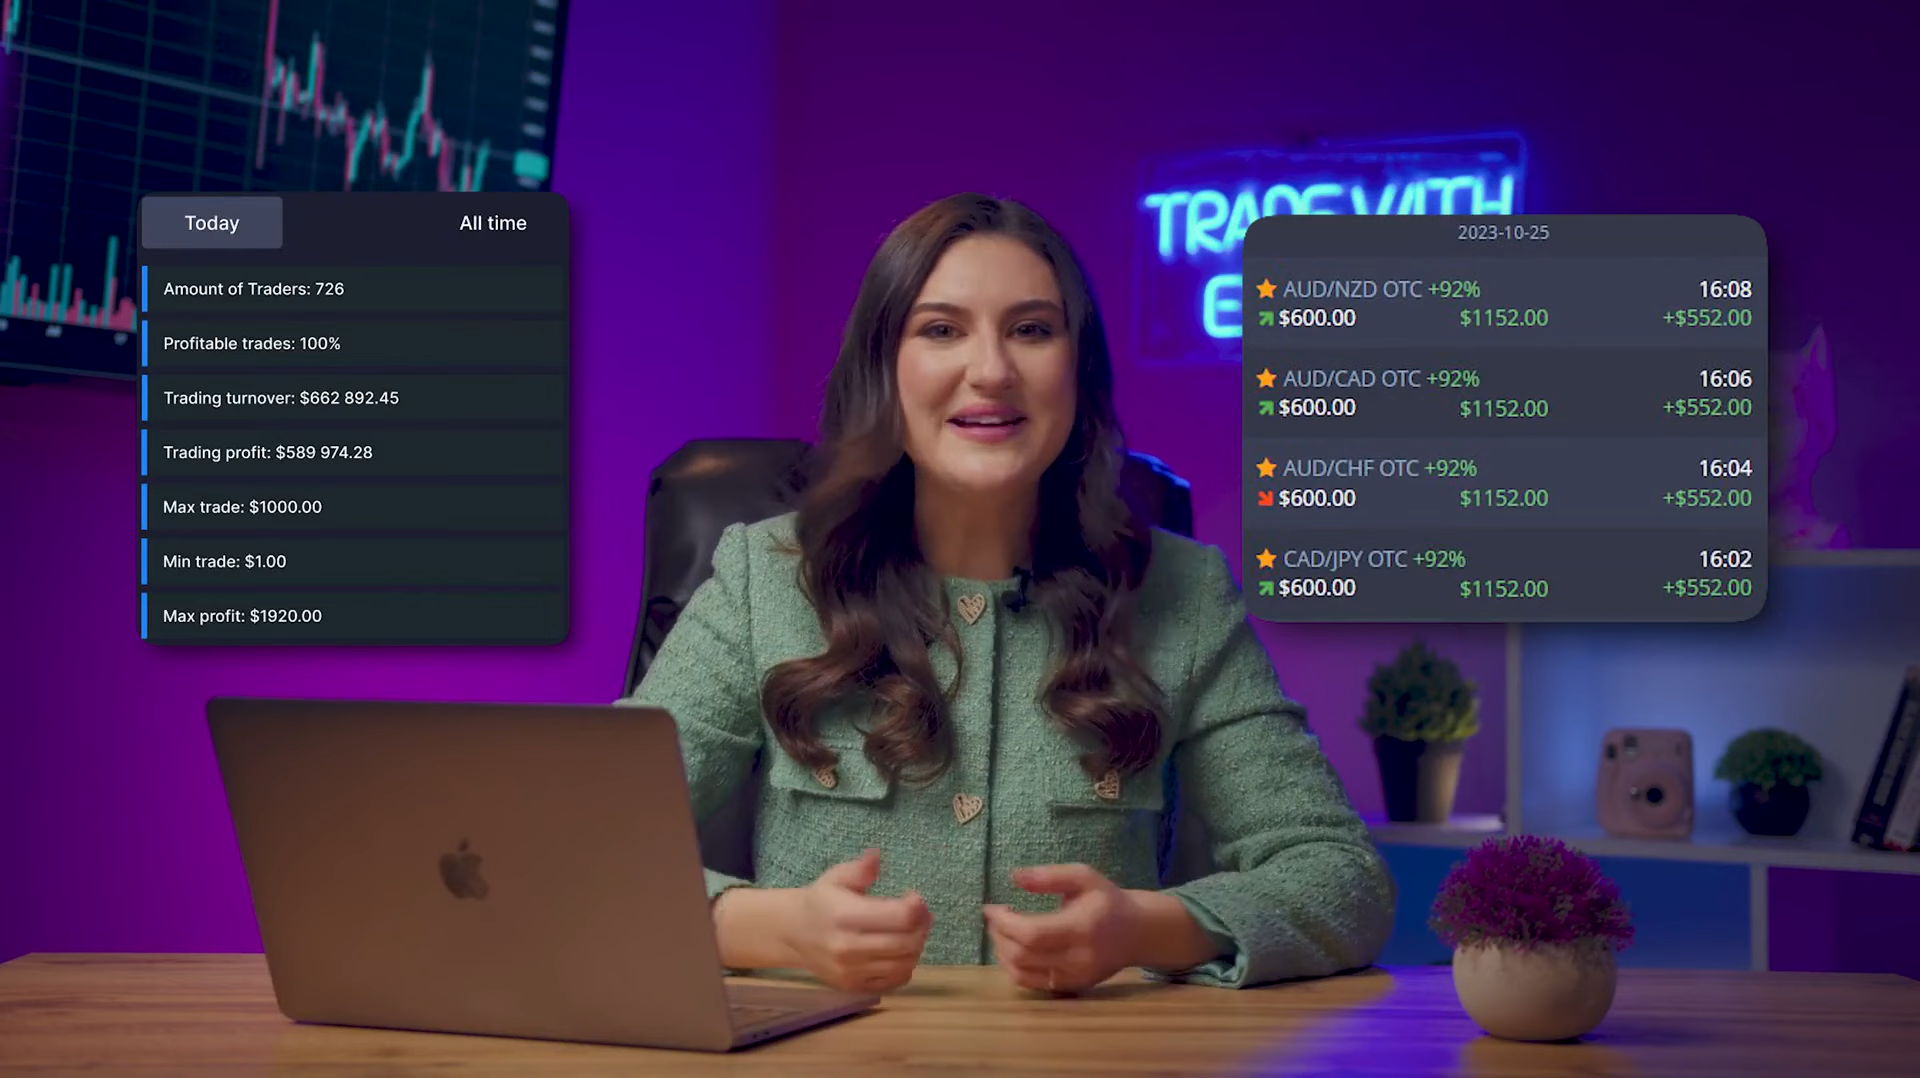 Today All time
Amount of Traders: 726
Profitable trades: 100%
Trading turnover: $662 892.45
Trading profit: $589 974.28
Max trade: $1000.00
Min trade: $1.00
Max profit: $1920.00
TRADE WITH
E
2023-10-25
AUD/NZD OTC +92% 16:08
$600.00 $1152.00 +$552.00
AUD/CAD OTC +92% 16:06
$600.00 $1152.00 +$552.00
AUD/CHF OTC +92% 16:04
$600.00 $1152.00 +$552.00
CAD/JPY OTC +92% 16:02
$600.00 $1152.00 +$552.00